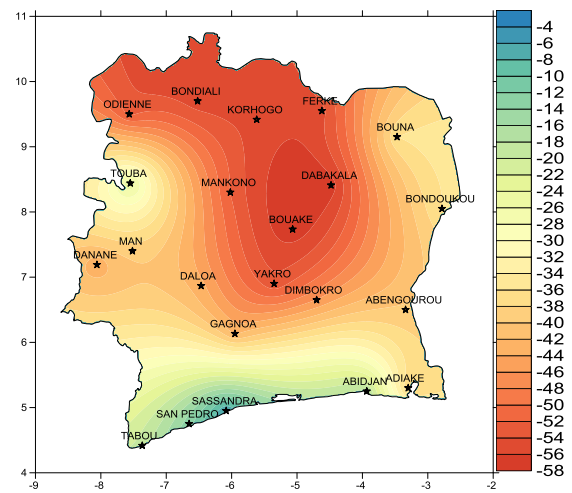 11
10
9
8
7
6
5
4
-9
-8
-7
-6
-5
-4
-3
-2
BONDIALI
ODIENNE
KORHOGO
FERKE
BOUNA
TOUBA
MANKONO
DABAKALA
BONDOUKOU
BOUAKE
MAN
DANANE
DALOA
YAKRO
DIMBOKRO
ABENGOUROU
GAGNOA
ABIDJAN
ADIAKE
SASSANDRA
SAN PEDRO
TABOU
-4
-6
-8
-10
-12
-14
-16
-18
-20
-22
-24
-26
-28
-30
-32
-34
-36
-38
-40
-42
-44
-46
-48
-50
-52
-54
-56
-58